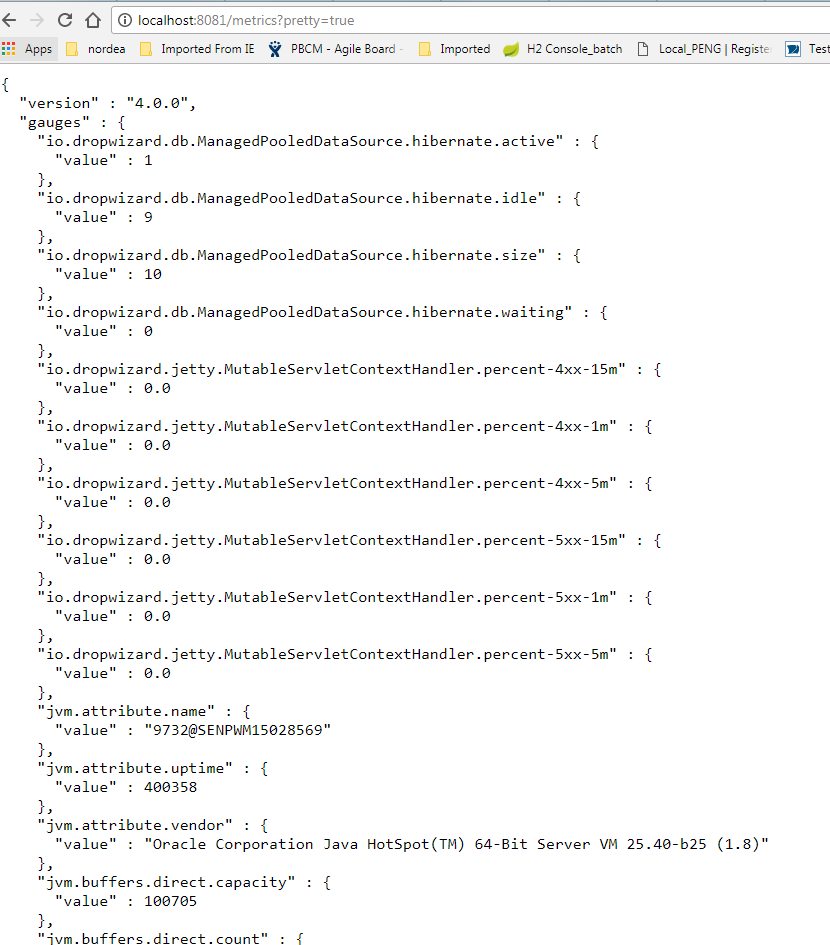 localhost:8081/metrics?pretty=true
Apps nordea Imported From IE PBCM - Agile Board - Imported H2 Console_batch Local_PENG | Registe Test
{
"version" : "4.0.0",
"gauges" : {
"io.dropwizard.db.ManagedPooledDataSource.hibernate.active" : {
"value" : 1
},
"io.dropwizard.db.ManagedPooledDataSource.hibernate.idle" : {
"value" : 9
},
"io.dropwizard.db.ManagedPooledDataSource.hibernate.size" : {
"value" : 10
},
"io.dropwizard.db.ManagedPooledDataSource.hibernate.waiting" : {
"value" : 0
},
"io.dropwizard.jetty.MutableServletContextHandler.percent-4xx-15m" : {
"value" : 0.0
},
"io.dropwizard.jetty.MutableServletContextHandler.percent-4xx-1m" : {
"value" : 0.0
},
"io.dropwizard.jetty.MutableServletContextHandler.percent-4xx-5m" : {
"value" : 0.0
},
"io.dropwizard.jetty.MutableServletContextHandler.percent-5xx-15m" : {
"value" : 0.0
},
"io.dropwizard.jetty.MutableServletContextHandler.percent-5xx-1m" : {
"value" : 0.0
},
"io.dropwizard.jetty.MutableServletContextHandler.percent-5xx-5m" : {
"value" : 0.0
},
"jvm.attribute.name" : {
"value" : "9732@SENPWM15028569"
},
"jvm.attribute.uptime" : {
"value" : 400358
},
"jvm.attribute.vendor" : {
"value" : "Oracle Corporation Java HotSpot(TM) 64-Bit Server VM 25.40-b25 (1.8)"
},
"jvm.buffers.direct.capacity" : {
"value" : 100705
},
"jvm.buffers.direct.count" : {